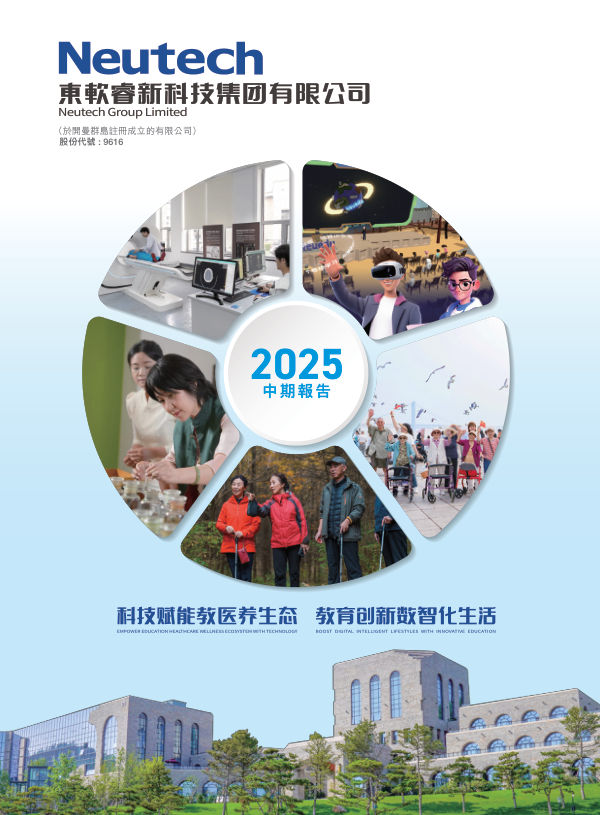 Neutech
東軟睿新科技集团有限公司
Neutech Group Limited
（於開曼群島註冊成立的有限公司）
股份代號：9616
Neutech
2025
中期報告
科技赋能教医养生态 教育创新数智化生活
EMPOWER EDUCATION HEALTHCARE WELLNESS ECOSYSTEM WITH TECHNOLOGY BOOST DIGITAL INTELLIGENT LIFESTYLES WITH INNOVATIVE EDUCATION